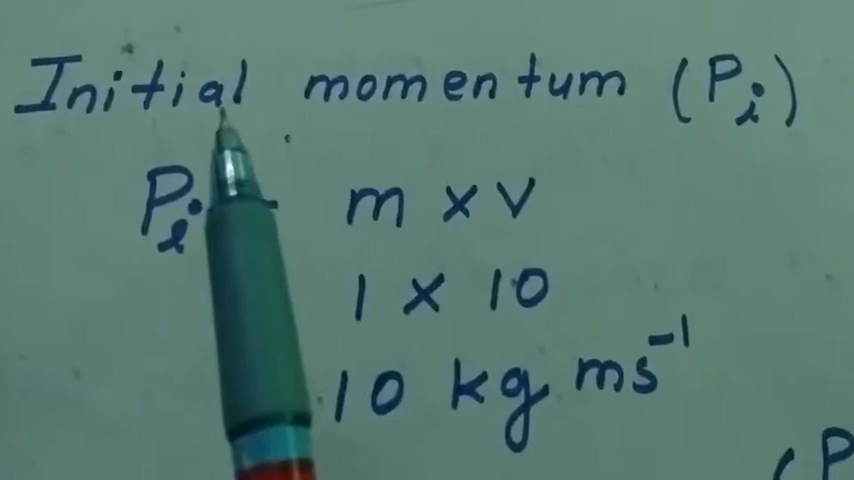 Initial momentum (Pi)
Pi = m x v
1 x 10
10 kg ms⁻¹
(P